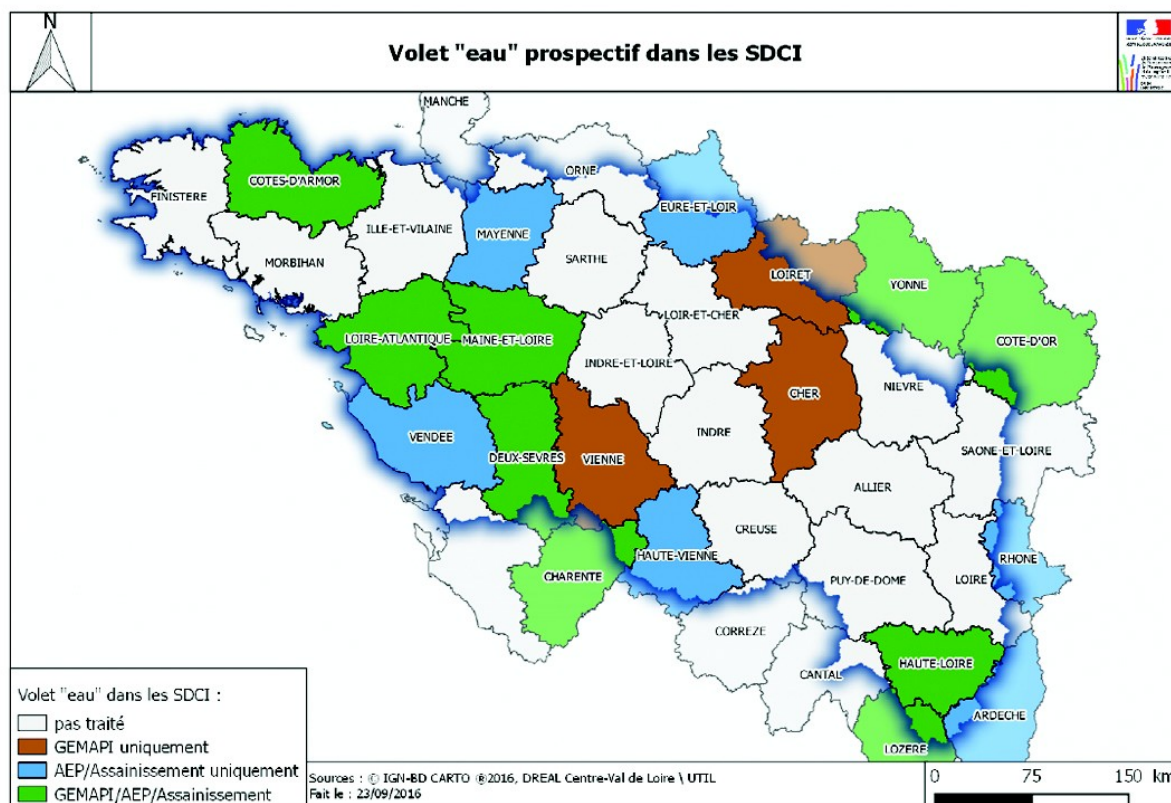 N
Volet "eau" prospectif dans les SDCI
MANCHE
ORNE
COTES-D'ARMOR
FINISTERE
EURE-ET-LOIR
ILLE-ET-VILAINE
MAYENNE
SARTHE
MORBIHAN
LOIRET
YONNE
LOIR-ET-CHER
LOIRE-ATLANTIQUE
MAINE-ET-LOIRE
COTE-D'OR
INDRE-ET-LOIRE
NIEVRE
CHER
VENDEE
INDRE
DEUX-SEVRES
VIENNE
SAONE-ET-LOIRE
ALLIER
CREUSE
HAUTE-VIENNE
RHONE
CHARENTE
PUY-DE-DOME
LOIRE
CORREZE
HAUTE-LOIRE
CANTAL
ARDECHE
LOZERE
Volet "eau" dans les SDCI :
pas traité
GEMAPI uniquement
AEP/Assainissement uniquement
GEMAPI/AEP/Assainissement
Sources : © IGN-BD CARTO ®2016, DREAL Centre-Val de Loire \ UTIL
Fait le : 23/09/2016
0 75 150 km